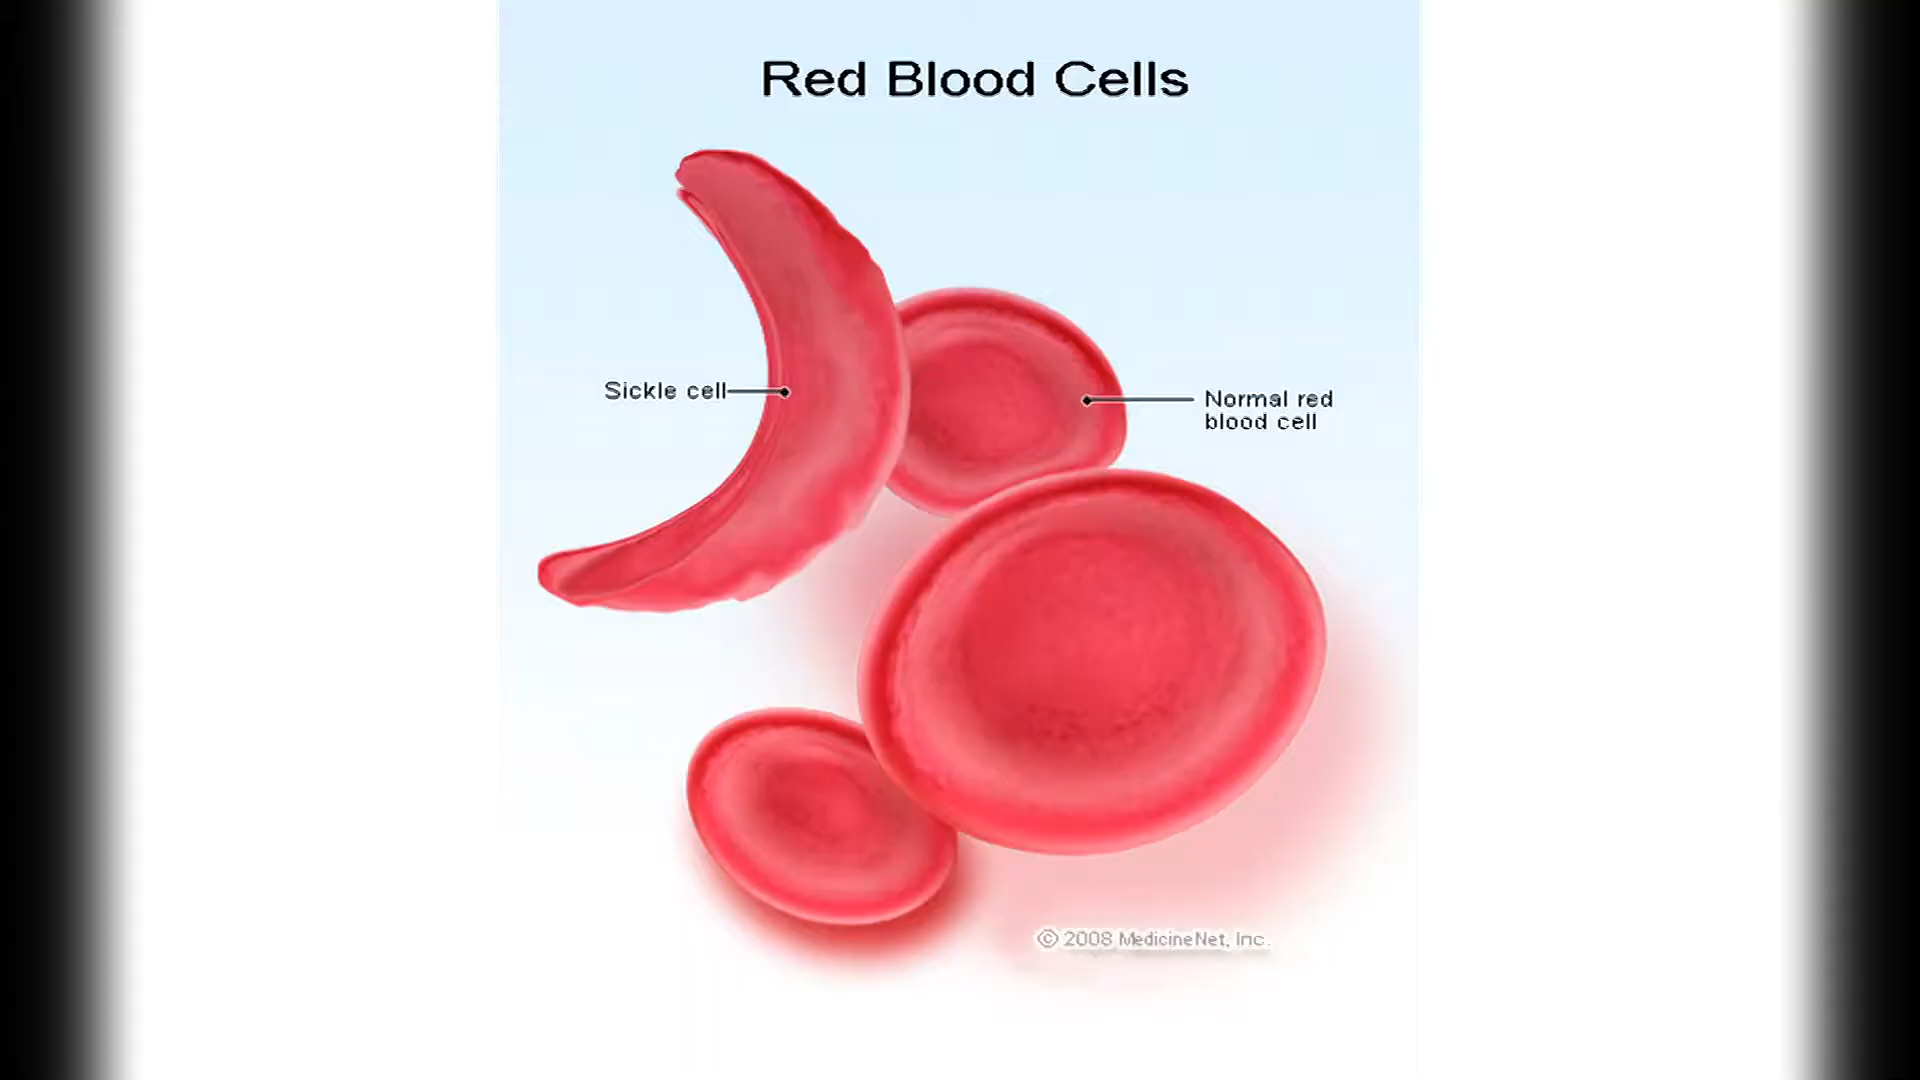 Red Blood Cells
Sickle cell
Normal red
blood cell
© 2008 MedicineNet, Inc.